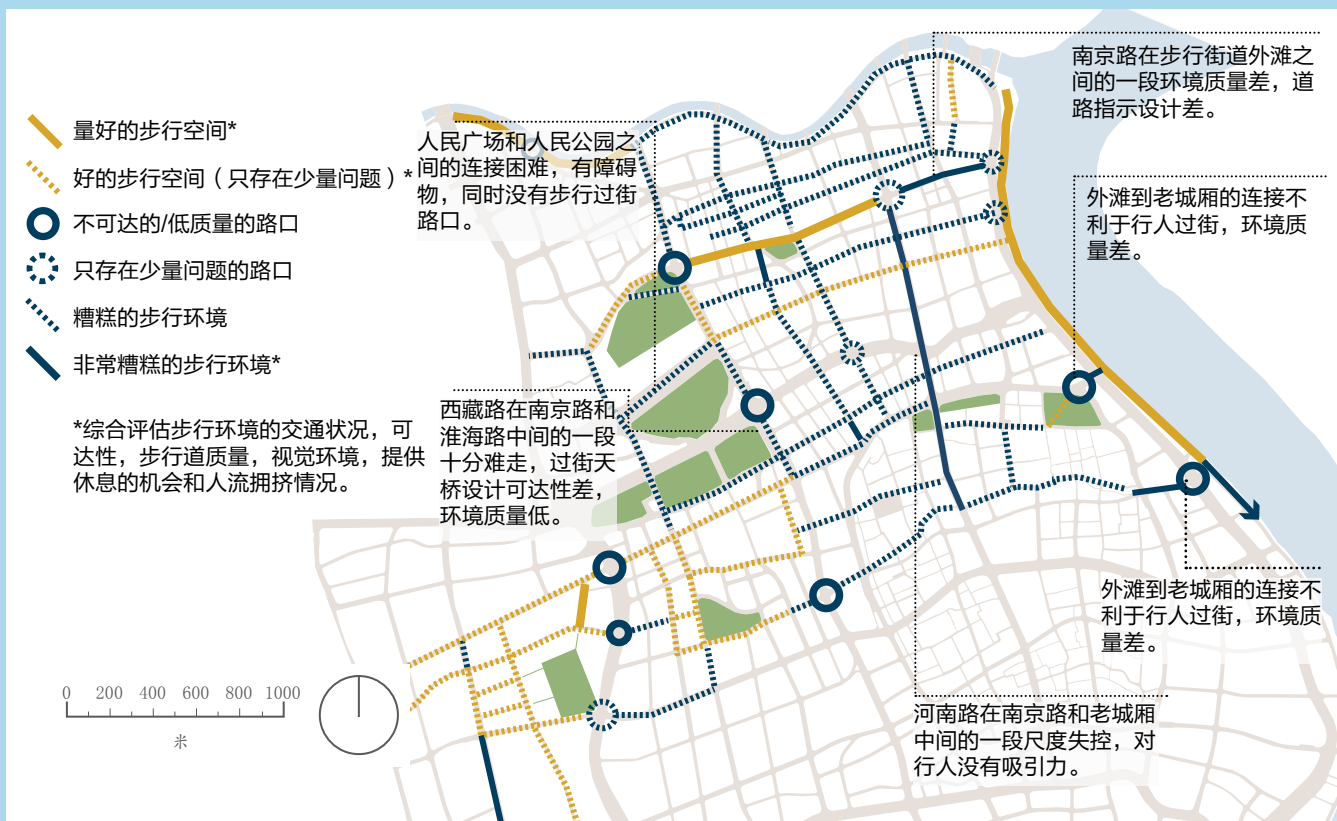 量好的步行空间*
好的步行空间（只存在少量问题）*
不可达的/低质量的路口
只存在少量问题的路口
糟糕的步行环境
非常糟糕的步行环境*
*综合评估步行环境的交通状况，可
达性，步行道质量，视觉环境，提供
休息的机会和人流拥挤情况。
人民广场和人民公园之
间的连接困难，有障碍
物，同时没有步行过街
路口。
南京路在步行街道外滩之
间的一段环境质量差，道
路指示设计差。
外滩到老城厢的连接不
利于行人过街，环境质
量差。
西藏路在南京路和
淮海路中间的一段
十分难走，过街天
桥设计可达性差，
环境质量低。
外滩到老城厢的连接不
利于行人过街，环境质
量差。
河南路在南京路和老城厢
中间的一段尺度失控，对
行人没有吸引力。
0 200 400 600 800 1000
米